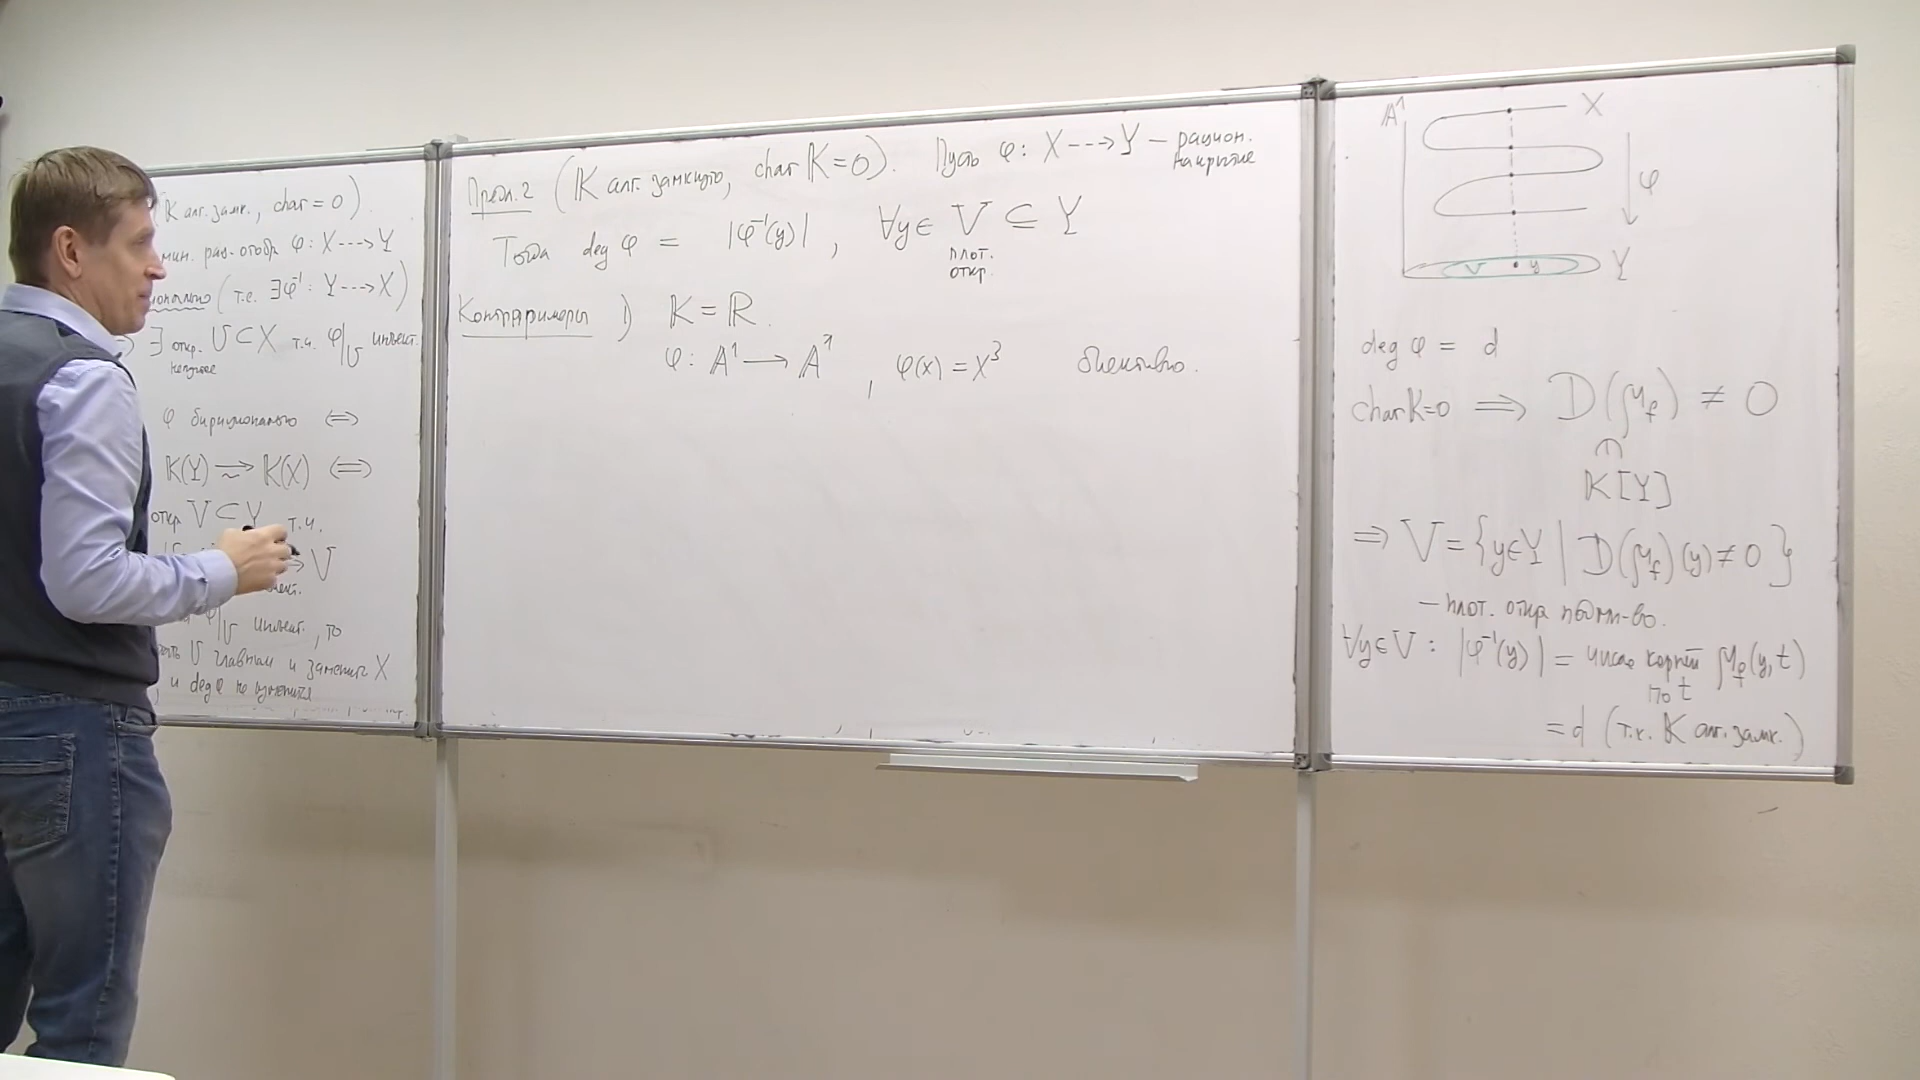 K алг. замк., char = 0)
мин. рац. отобр. φ: X ⇢ Y
(т.е. ∃φ⁻¹: Y ⇢ X)
∃ откр. U ⊂ X т.ч. φ|_U инъект.
непустое
φ бирационально ⟺
K(Y) ⥲ K(X) ⟺
откр V ⊂ Y т.ч.
V
φ|_U инъект., то
U главным и заменить X
, и deg φ не изменится
Предл. 2 (K алг. замкнуто, char K = 0). Пусть φ: X ⇢ Y – рацион. накрытие
Тогда deg φ = |φ⁻¹(y)|, ∀y ∈ V ⊆ Y
плот.
откр.
Контрпримеры 1) K = ℝ.
φ: A¹ → A¹, φ(x) = x³ биективно.
A¹ X
φ
V y Y
deg φ = d
char K = 0 ⟹ D(μ_f) ≠ 0
∩
K[Y]
⟹ V = {y ∈ Y | D(μ_f)(y) ≠ 0}
– плот. откр подмн-во.
∀y ∈ V: |φ⁻¹(y)| = число корней μ_f(y, t)
по t
= d (т.к. K алг. замк.)